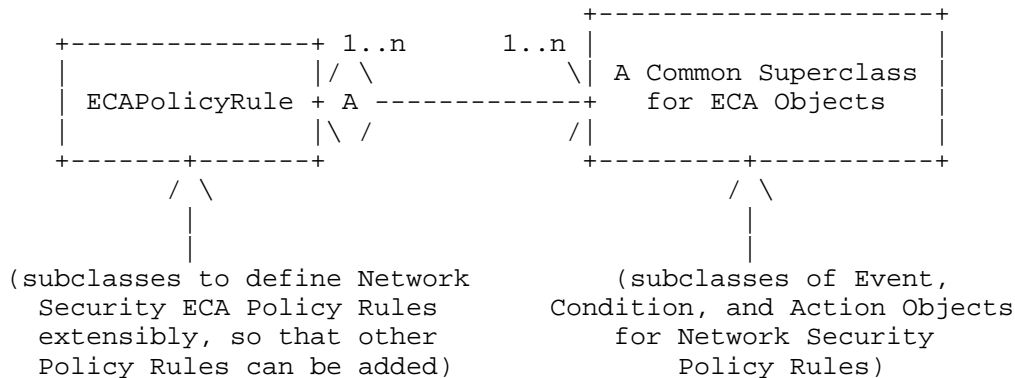 1..n 1..n
A Common Superclass
ECAPolicyRule A for ECA Objects
(subclasses to define Network (subclasses of Event,
Security ECA Policy Rules Condition, and Action Objects
extensibly, so that other for Network Security
Policy Rules can be added) Policy Rules)